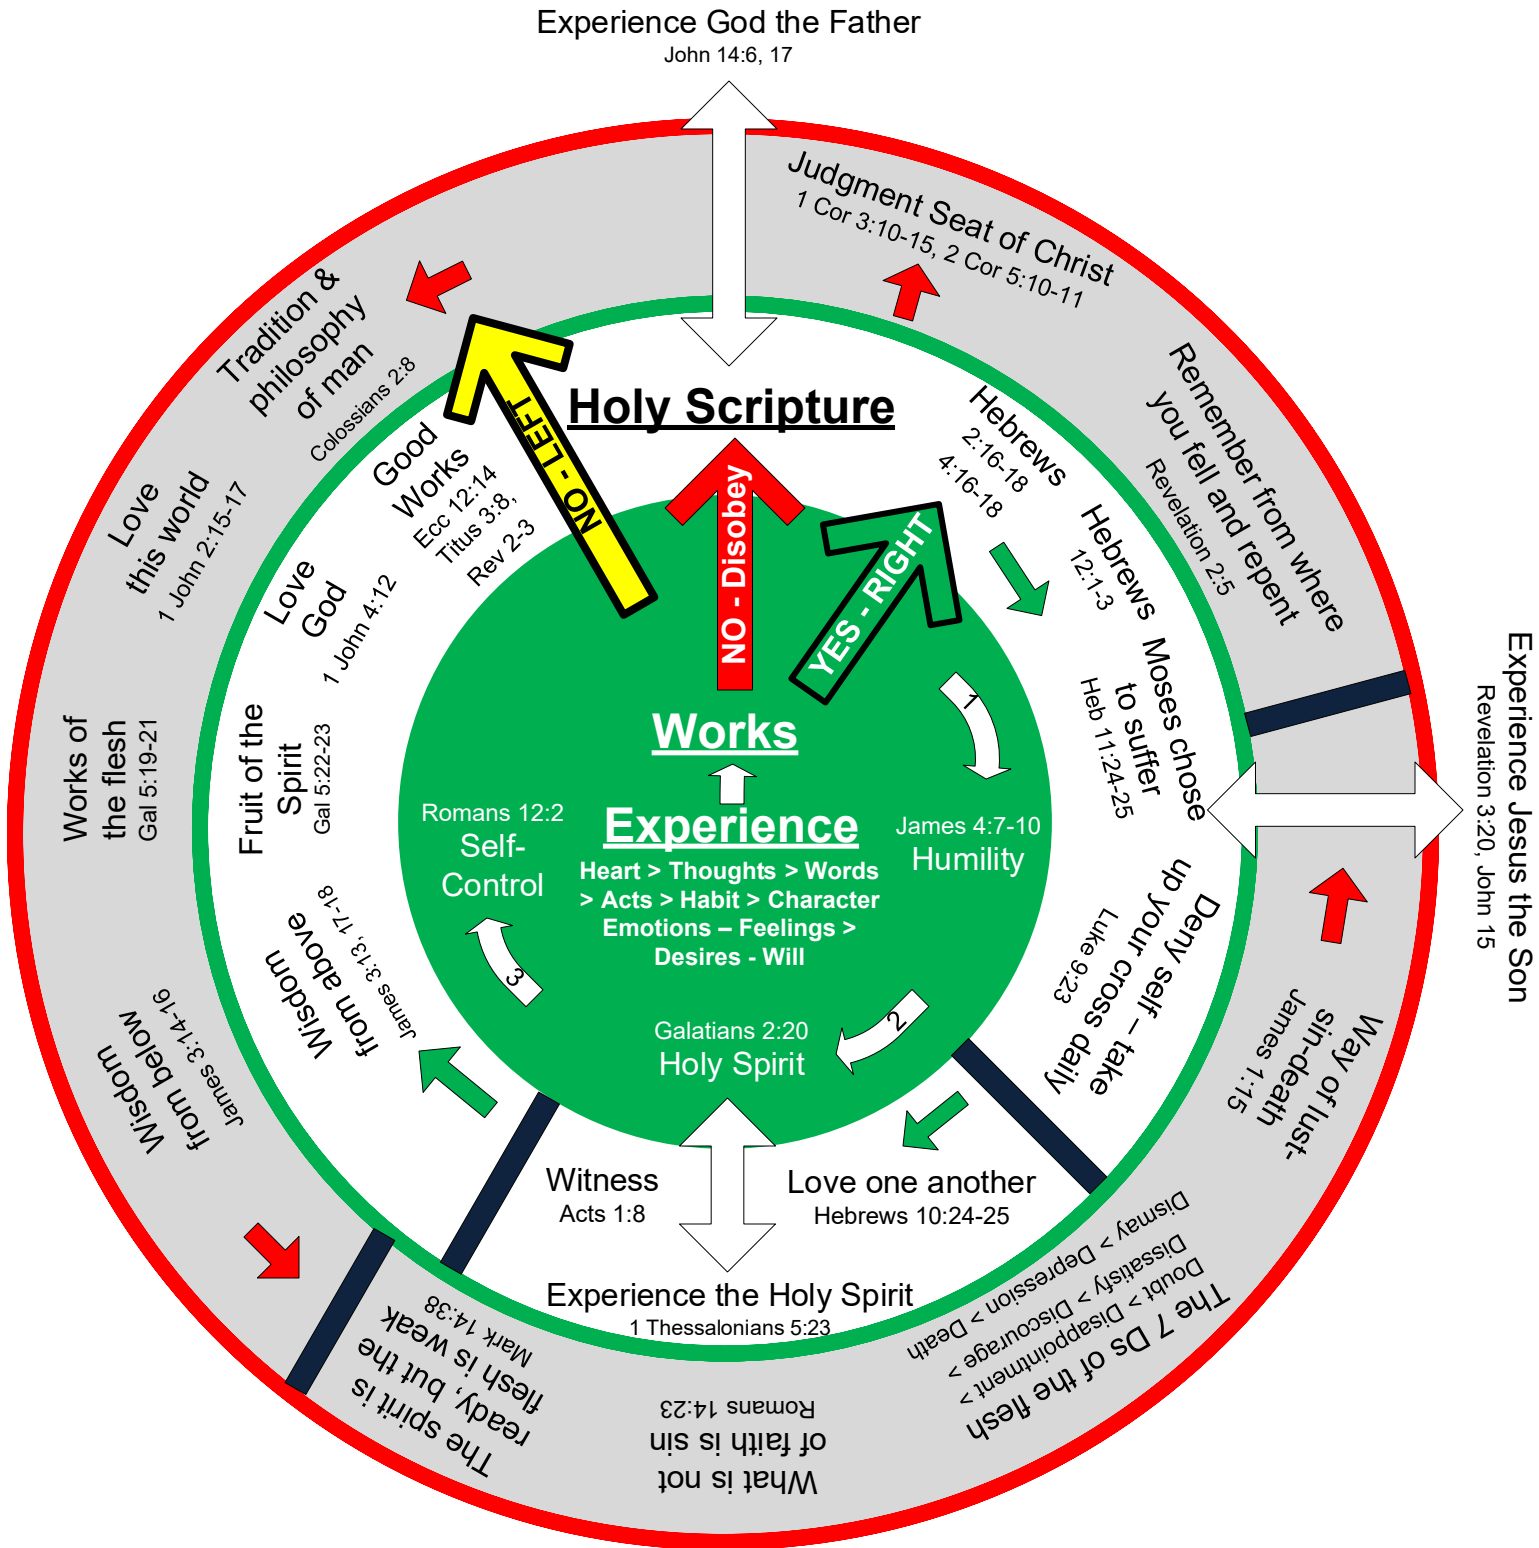 Experience God the Father
John 14:6, 17
Judgment Seat of Christ
1 Cor 3:10-15, 2 Cor 5:10-11
Remember from where
you fell and repent
Revelation 2:5
Experience Jesus the Son
Revelation 3:20, John 15
Way of lust-
sin-death
James 1:15
The 7 Ds of the flesh
Doubt > Disappointment >
Dissatisfy > Discourage >
Dismay > Depression > Death
What is not
of faith is sin
Romans 14:23
The spirit is
ready, but the
flesh is weak
Mark 14:38
Wisdom
from below
James 3:14-16
Works of
the flesh
Gal 5:19-21
Love
this world
1 John 2:15-17
Tradition &
philosophy
of man
Colossians 2:8
Holy Scripture
Hebrews
2:16-18
4:16-18
Hebrews
12:1-3
Moses chose
to suffer
Heb 11:24-25
Deny self – take
up your cross daily
Luke 9:23
Love one another
Hebrews 10:24-25
Witness
Acts 1:8
Experience the Holy Spirit
1 Thessalonians 5:23
Wisdom
from above
James 3:13, 17-18
Fruit of the
Spirit
Gal 5:22-23
Love
God
1 John 4:12
Good
Works
Ecc 12:14
Titus 3:8,
Rev 2-3
NO - LEFT
NO - Disobey
YES - RIGHT
Works
Experience
Heart > Thoughts > Words
> Acts > Habit > Character
Emotions – Feelings >
Desires - Will
1
James 4:7-10
Humility
2
Galatians 2:20
Holy Spirit
3
Romans 12:2
Self-
Control